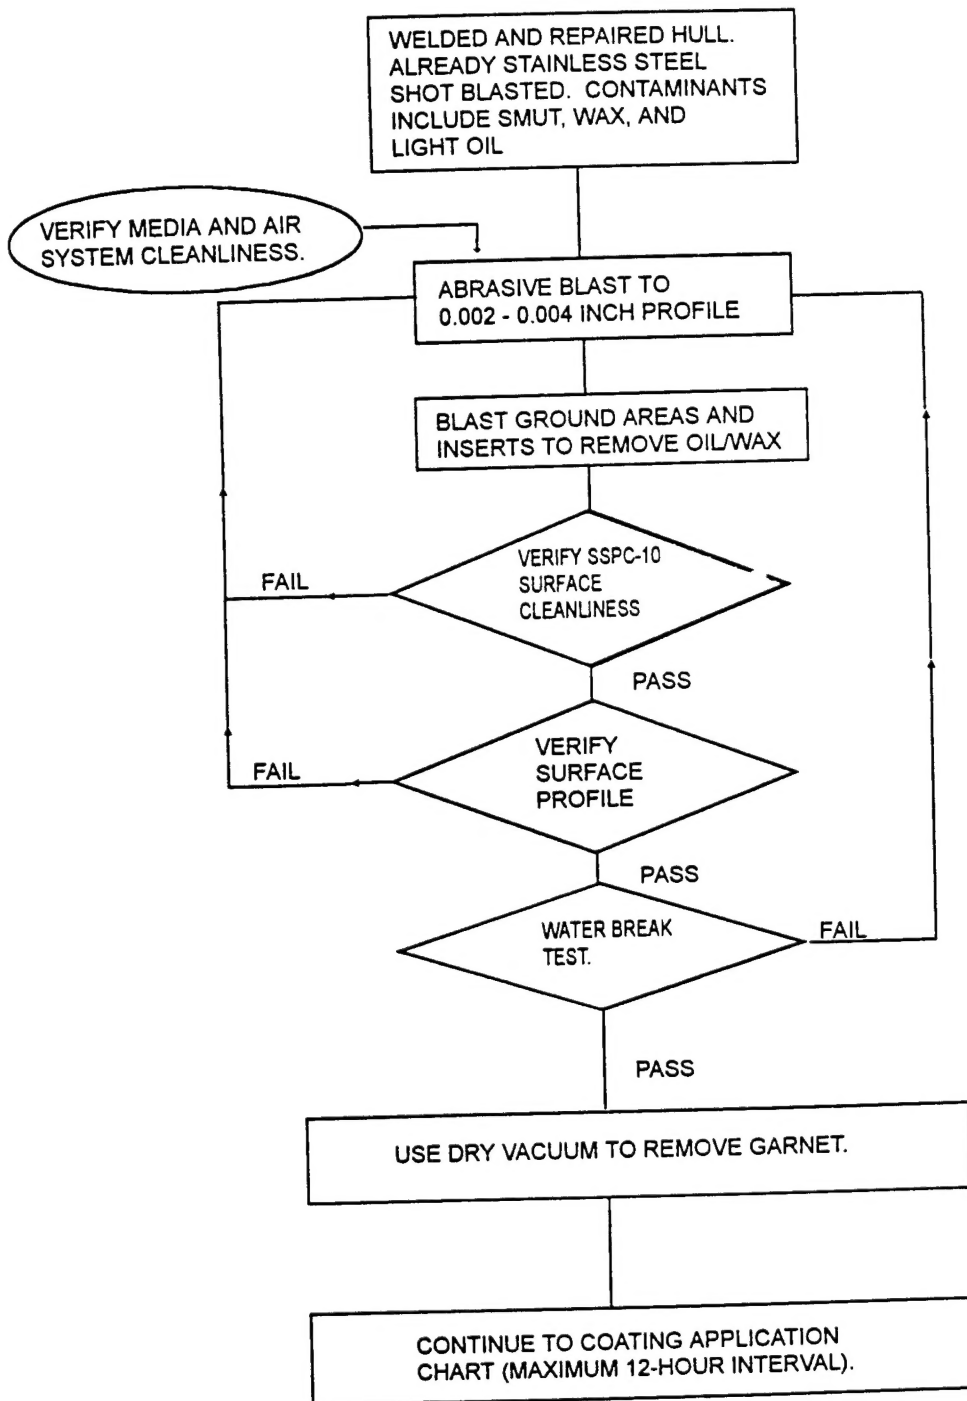 WELDED AND REPAIRED HULL.
ALREADY STAINLESS STEEL
SHOT BLASTED. CONTAMINANTS
INCLUDE SMUT, WAX, AND
LIGHT OIL
VERIFY MEDIA AND AIR
SYSTEM CLEANLINESS.
ABRASIVE BLAST TO
0.002 - 0.004 INCH PROFILE
BLAST GROUND AREAS AND
INSERTS TO REMOVE OIL/WAX
VERIFY SSPC-10
SURFACE
CLEANLINESS
FAIL
PASS
VERIFY
SURFACE
PROFILE
FAIL
PASS
WATER BREAK
TEST.
FAIL
PASS
USE DRY VACUUM TO REMOVE GARNET.
CONTINUE TO COATING APPLICATION
CHART (MAXIMUM 12-HOUR INTERVAL).